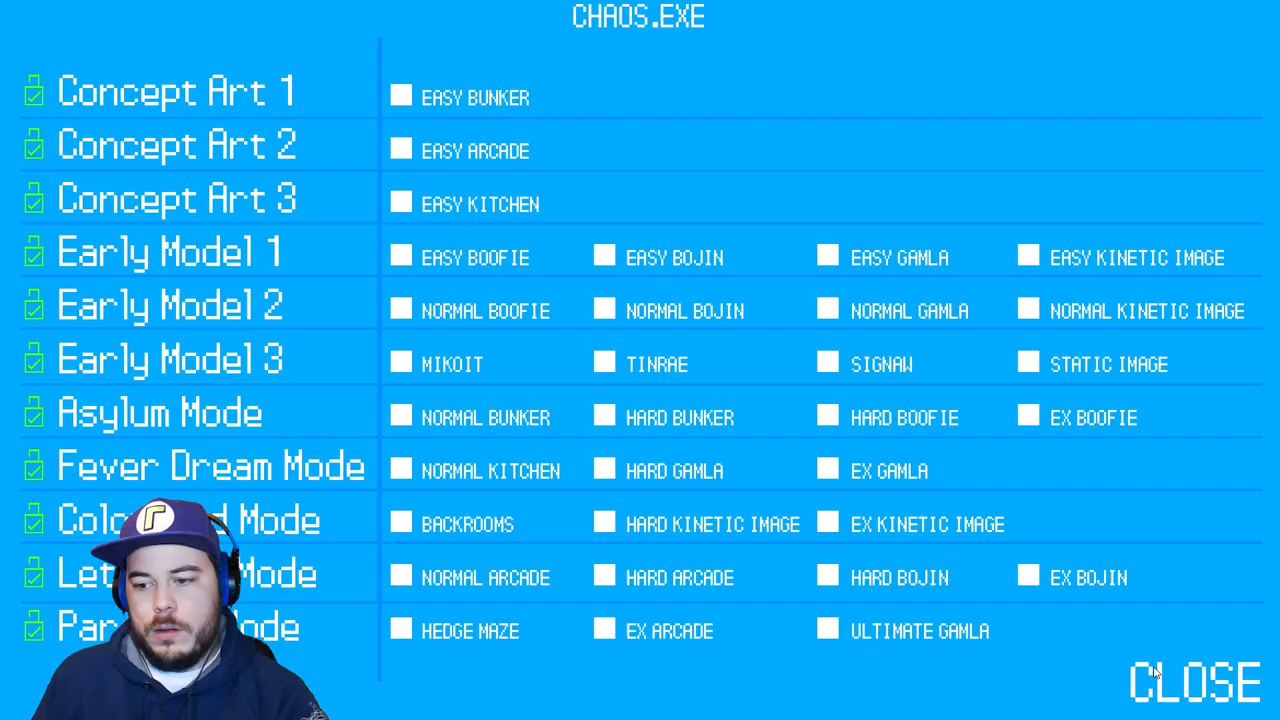 CHAOS.EXE
Concept Art 1 EASY BUNKER
Concept Art 2 EASY ARCADE
Concept Art 3 EASY KITCHEN
Early Model 1 EASY BOOFIE EASY BOJIN EASY GAMLA EASY KINETIC IMAGE
Early Model 2 NORMAL BOOFIE NORMAL BOJIN NORMAL GAMLA NORMAL KINETIC IMAGE
Early Model 3 MIKOIT TINRAE SIGNAW STATIC IMAGE
Asylum Mode NORMAL BUNKER HARD BUNKER HARD BOOFIE EX BOOFIE
Fever Dream Mode NORMAL KITCHEN HARD GAMLA EX GAMLA
Mode BACKROOMS HARD KINETIC IMAGE EX KINETIC IMAGE
Mode NORMAL ARCADE HARD ARCADE HARD BOJIN EX BOJIN
HEDGE MAZE EX ARCADE ULTIMATE GAMLA
CLOSE